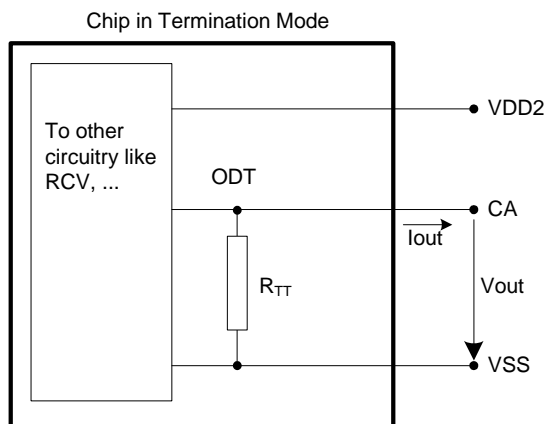 Chip in Termination Mode
VDD2
To other
circuitry like
RCV, ...
ODT
CA
Iout
RTT
Vout
VSS